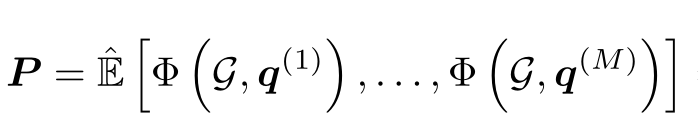 𝑷 = 𝔼̂ [Φ (𝒢, 𝒒⁽¹⁾), . . . , Φ (𝒢, 𝒒⁽ᴹ⁾)]